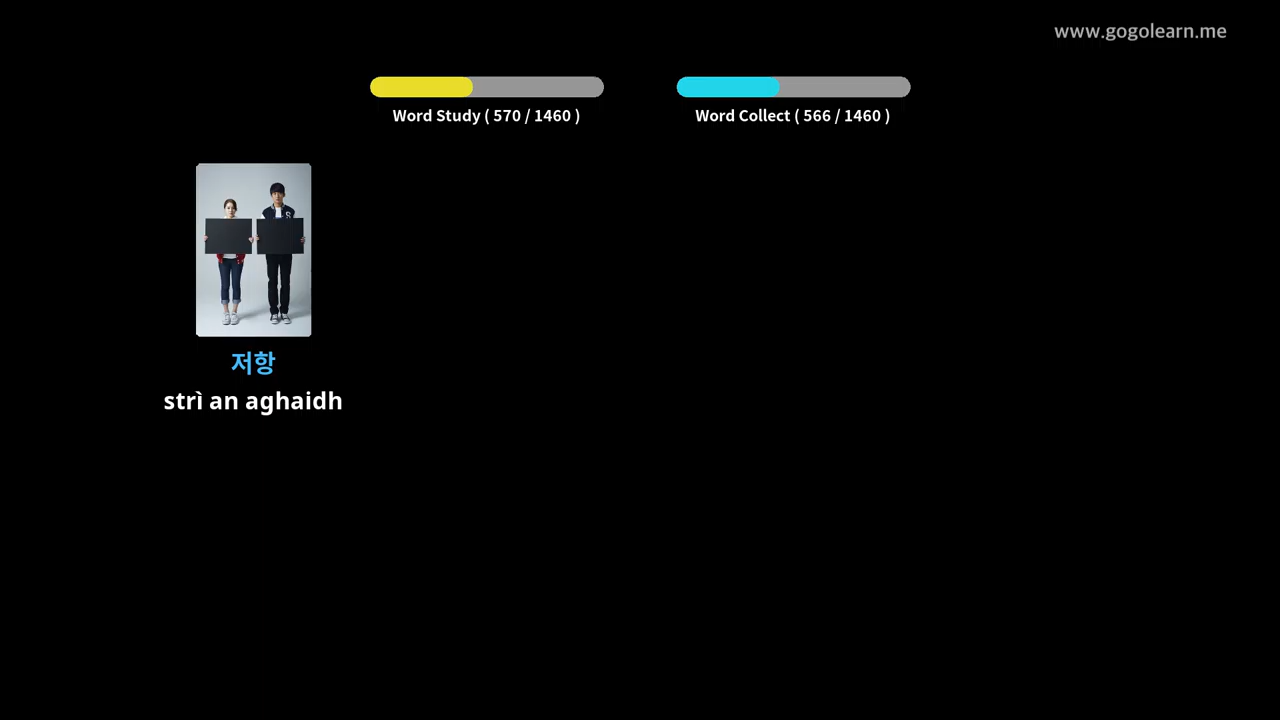 www.gogolearn.me
Word Study ( 570 / 1460 )
Word Collect ( 566 / 1460 )
저항
strì an aghaidh